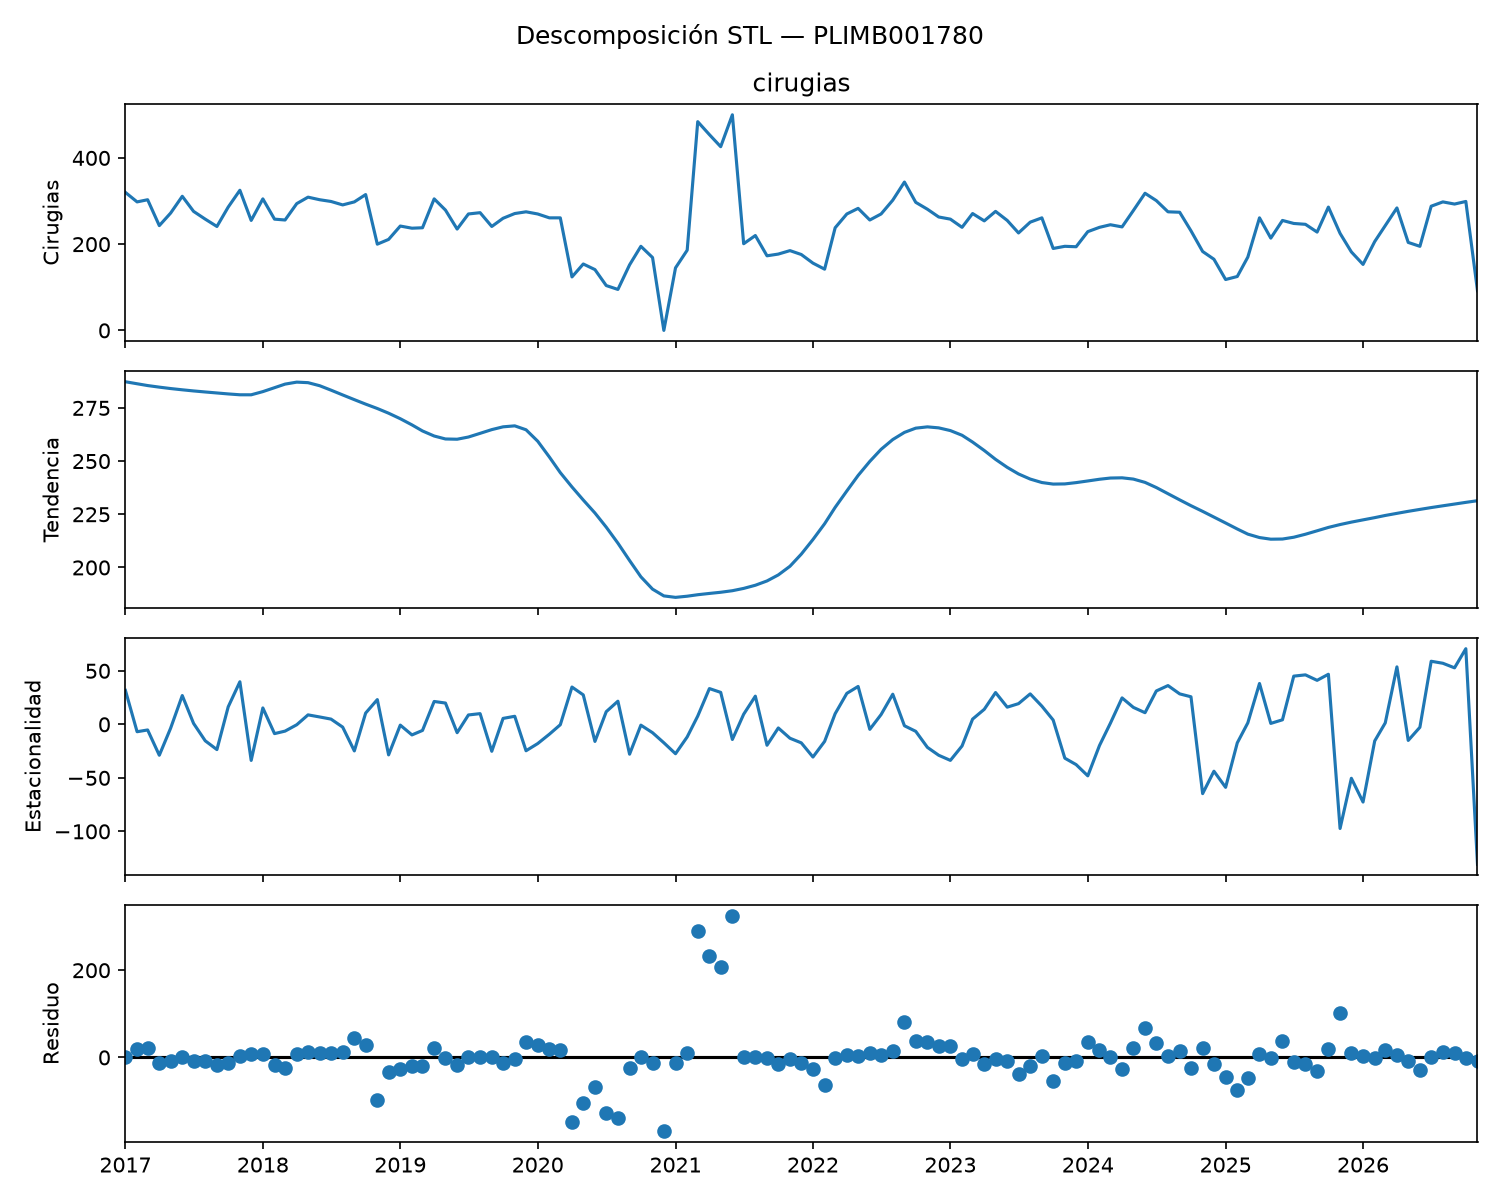 Descomposición STL — PLIMB001780
cirugias
Cirugias
400
200
0
Tendencia
275
250
225
200
Estacionalidad
50
0
−50
−100
Residuo
200
0
2017 2018 2019 2020 2021 2022 2023 2024 2025 2026